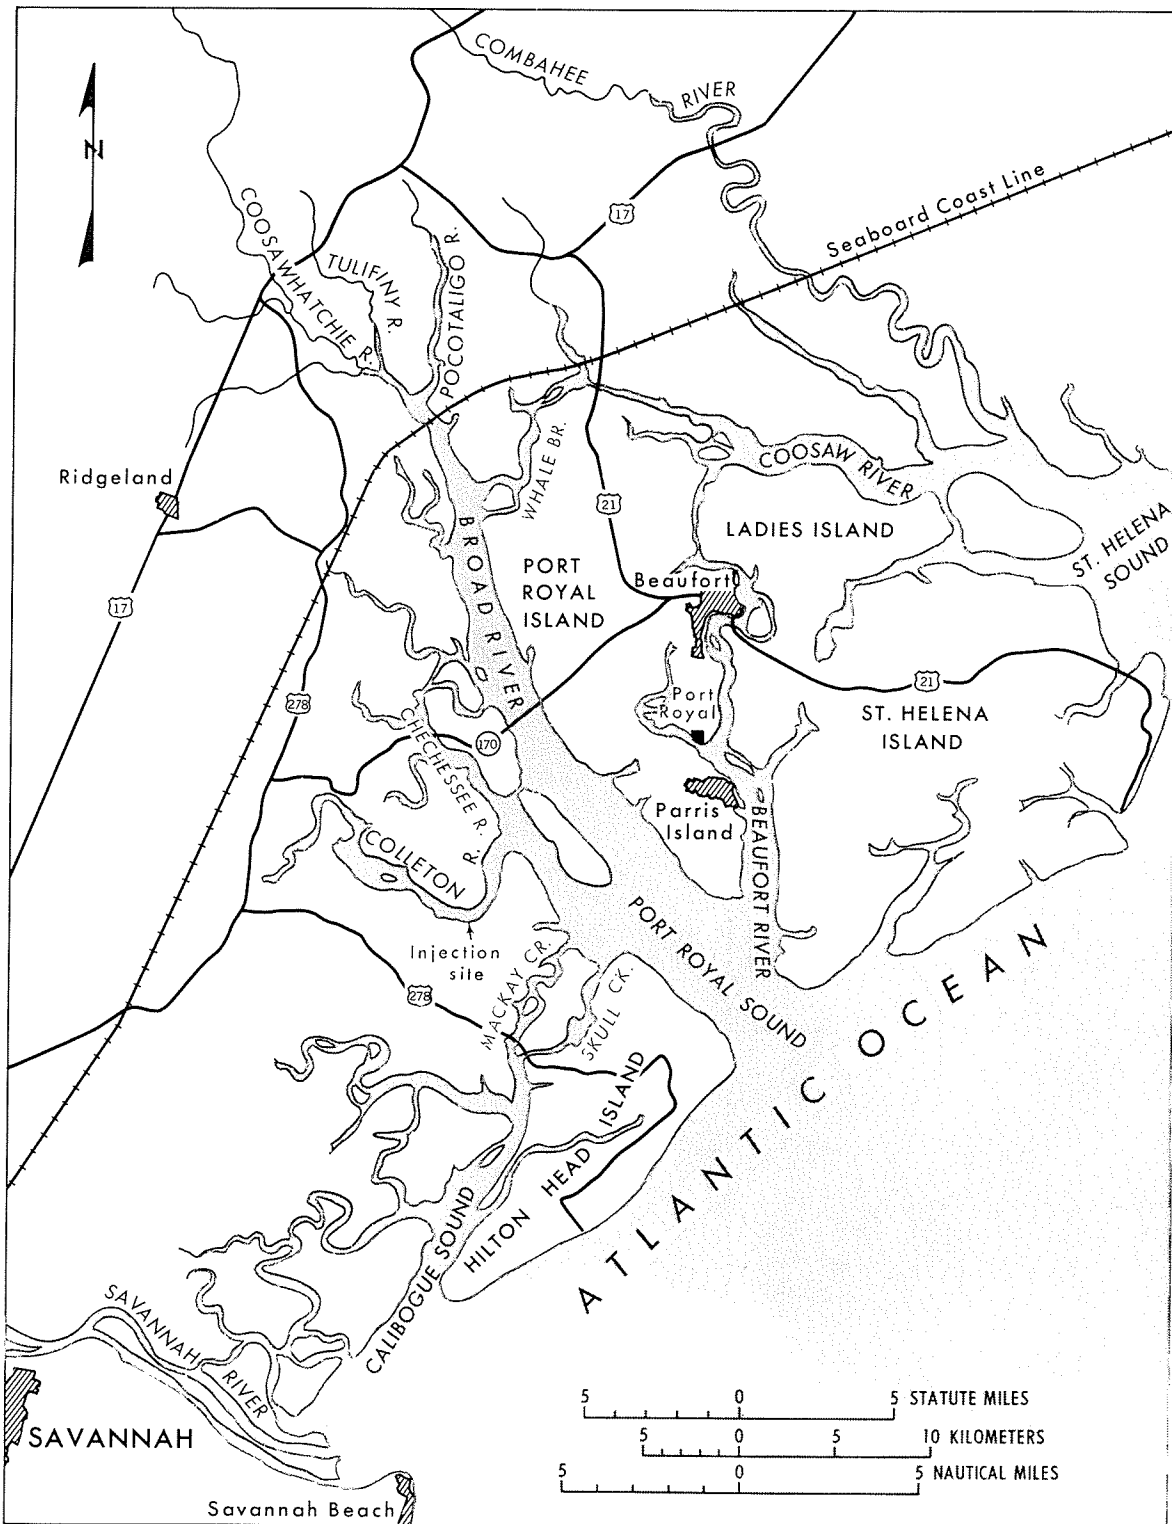 COMBAHEE
RIVER
N
Seaboard Coast Line
17
COOSAWHATCHIE R.
TULIFINY R.
POCOTALIGO R.
WHALE BR.
COOSAW RIVER
Ridgeland
21
BROAD RIVER
LADIES ISLAND
ST. HELENA
SOUND
PORT
ROYAL
ISLAND
Beaufort
17
278
21
Port
Royal
ST. HELENA
ISLAND
CHECHESSEE R.
170
Parris
Island
BEAUFORT RIVER
COLLETON R.
PORT ROYAL SOUND
Injection
site
MACKAY CR.
SKULL CK.
278
ATLANTIC OCEAN
HILTON HEAD ISLAND
CALIBOGUE SOUND
SAVANNAH
RIVER
SAVANNAH
Savannah Beach
5 0 5 STATUTE MILES
5 0 5 10 KILOMETERS
5 0 5 NAUTICAL MILES